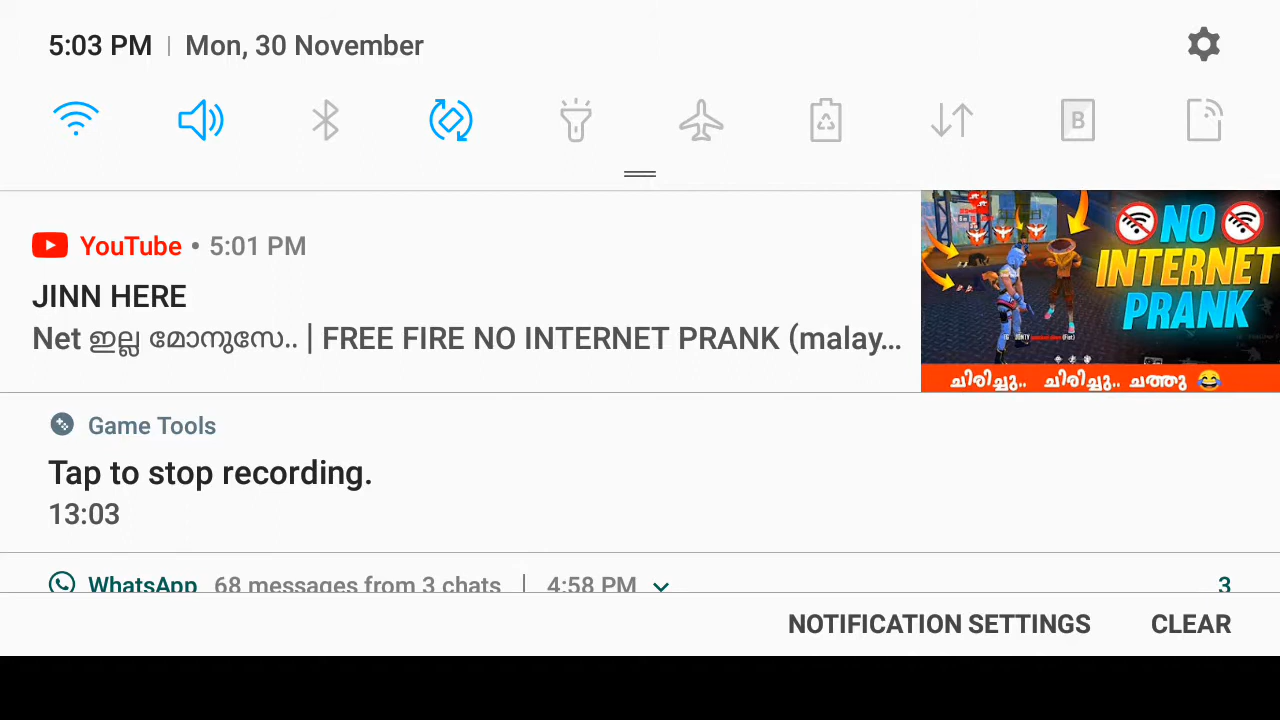 5:03 PM | Mon, 30 November
B
YouTube • 5:01 PM
JINN HERE
Net ഇല്ല മോനുസേ.. | FREE FIRE NO INTERNET PRANK (malay...
NO
INTERNET
PRANK
ചിരിച്ചു.. ചിരിച്ചു.. ചത്തു 😂
Game Tools
Tap to stop recording.
13:03
WhatsApp 68 messages from 3 chats | 4:58 PM 3
NOTIFICATION SETTINGS CLEAR